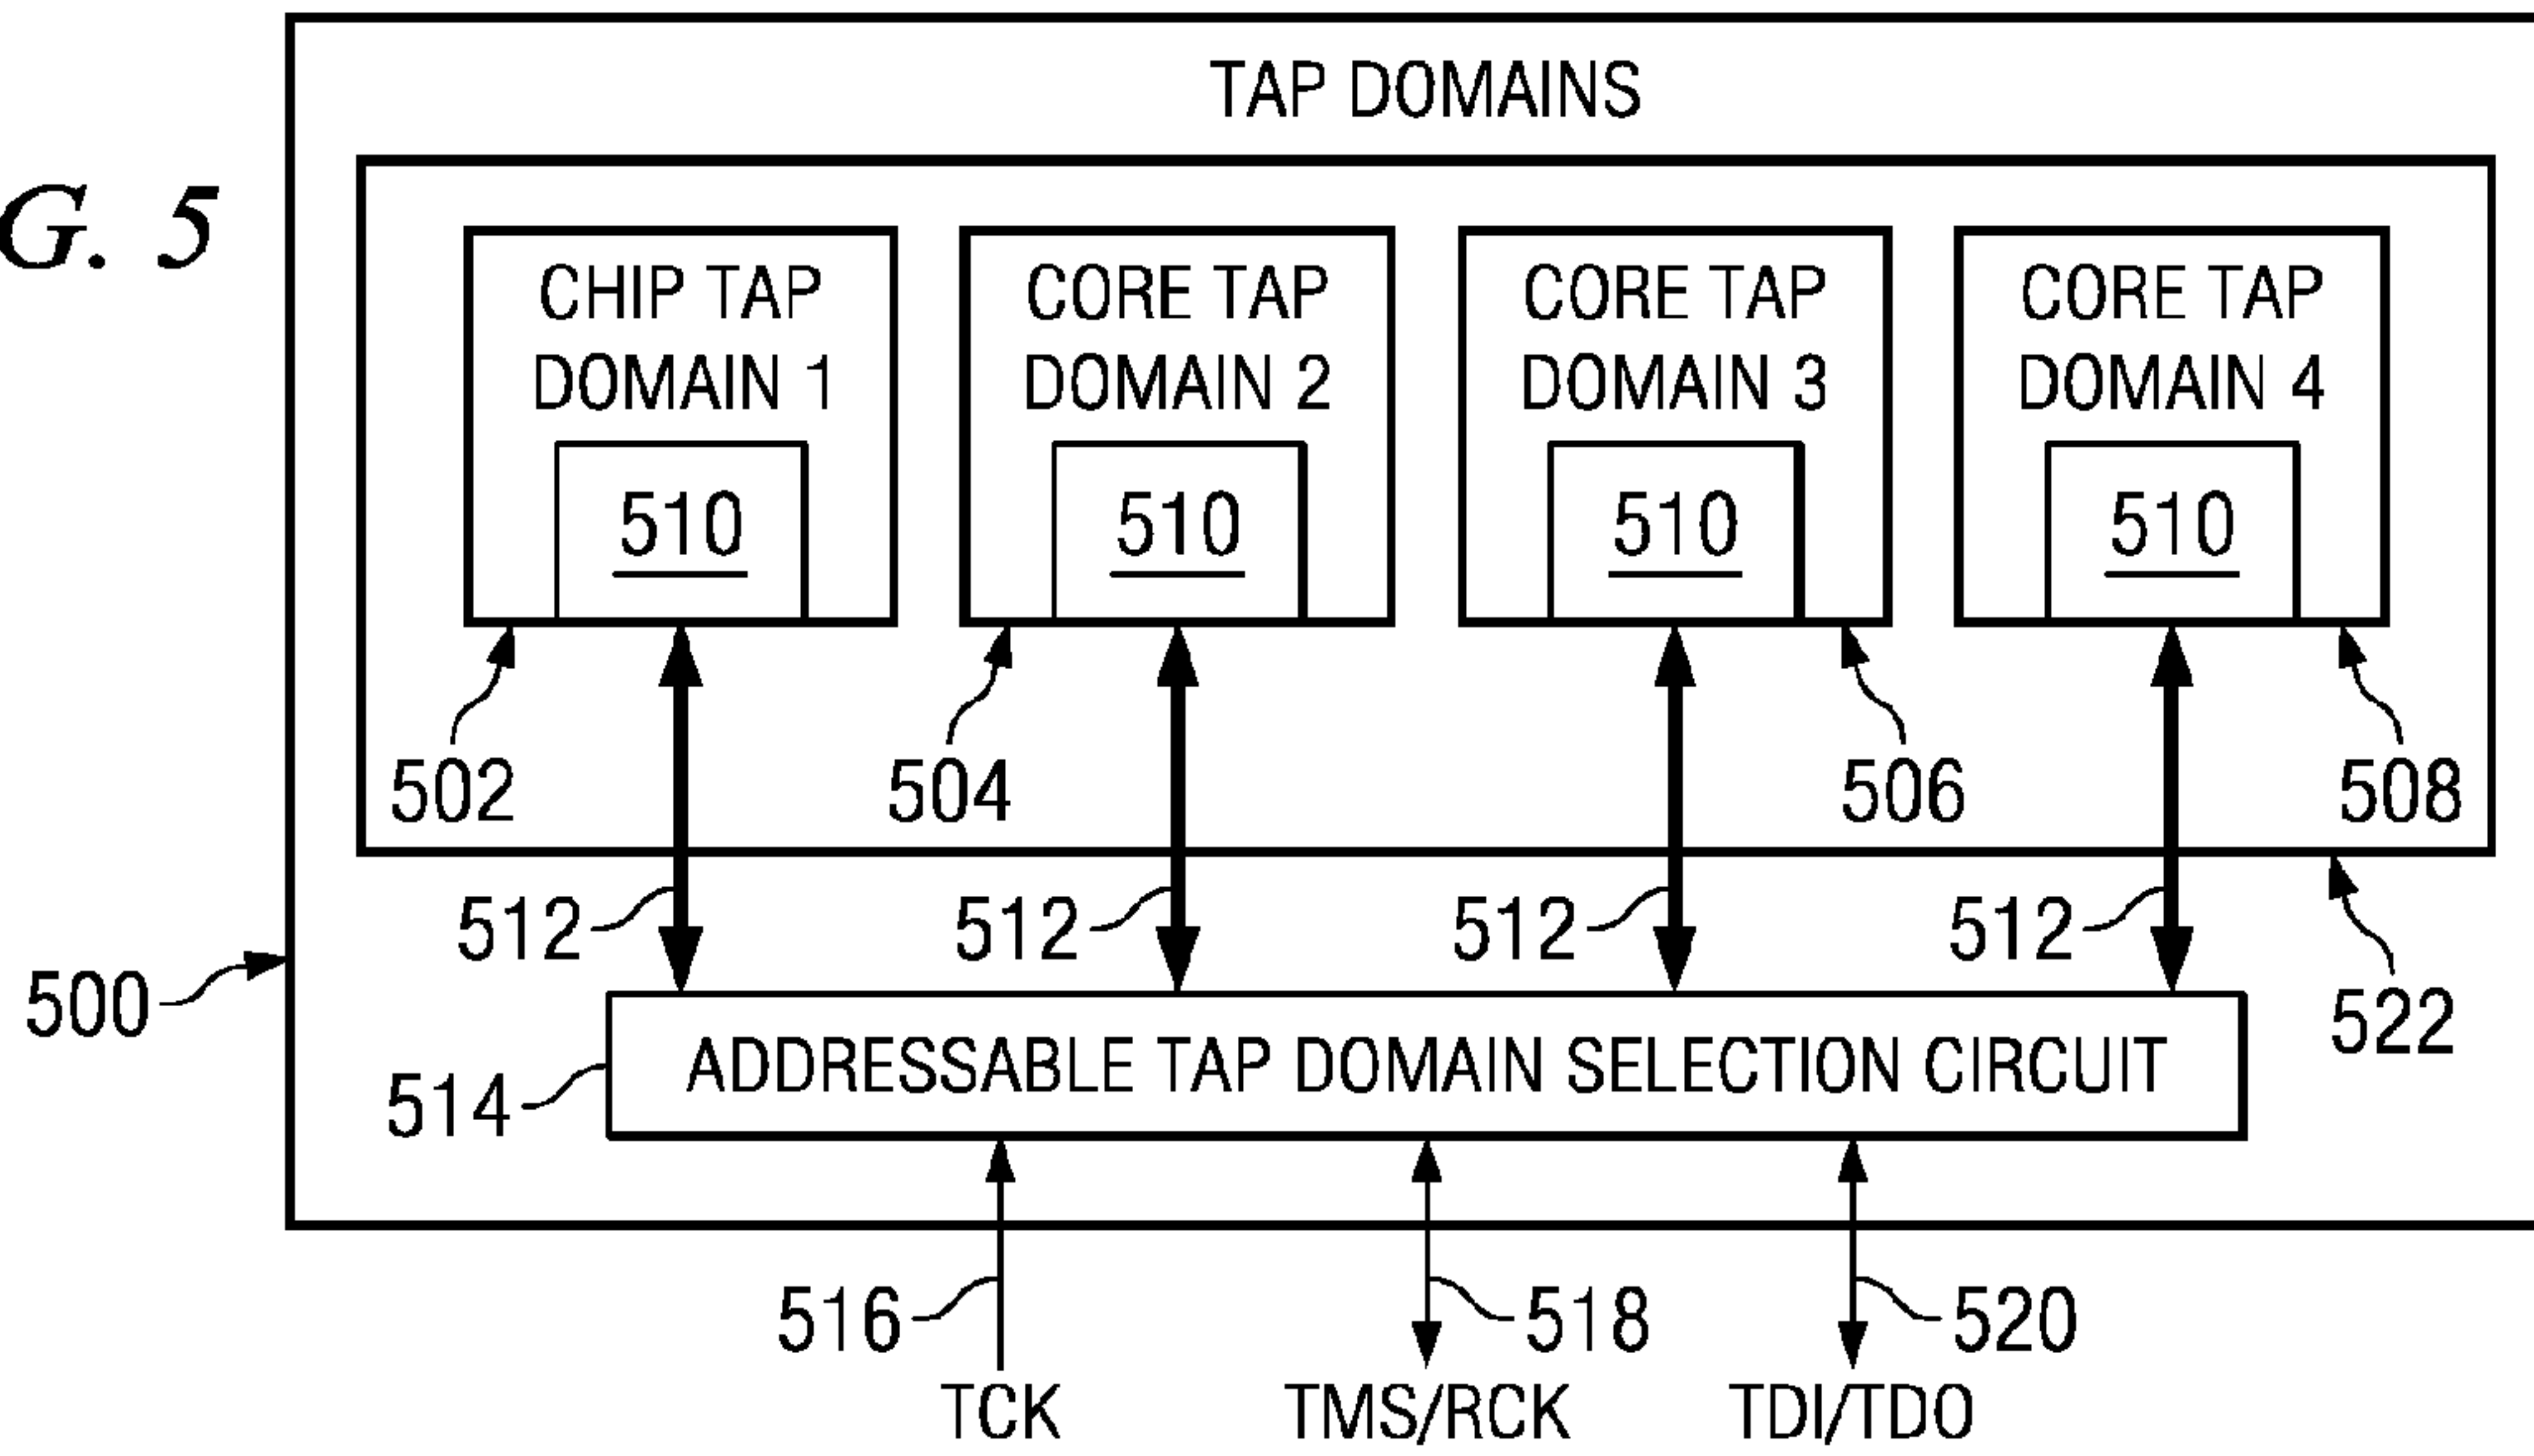 TAP DOMAINS
G. 5
CHIP TAP
DOMAIN 1
510
CORE TAP
DOMAIN 2
510
CORE TAP
DOMAIN 3
510
CORE TAP
DOMAIN 4
510
502
504
506
508
512
512
512
512
500
522
514
ADDRESSABLE TAP DOMAIN SELECTION CIRCUIT
516
518
520
TCK
TMS/RCK
TDI/TDO